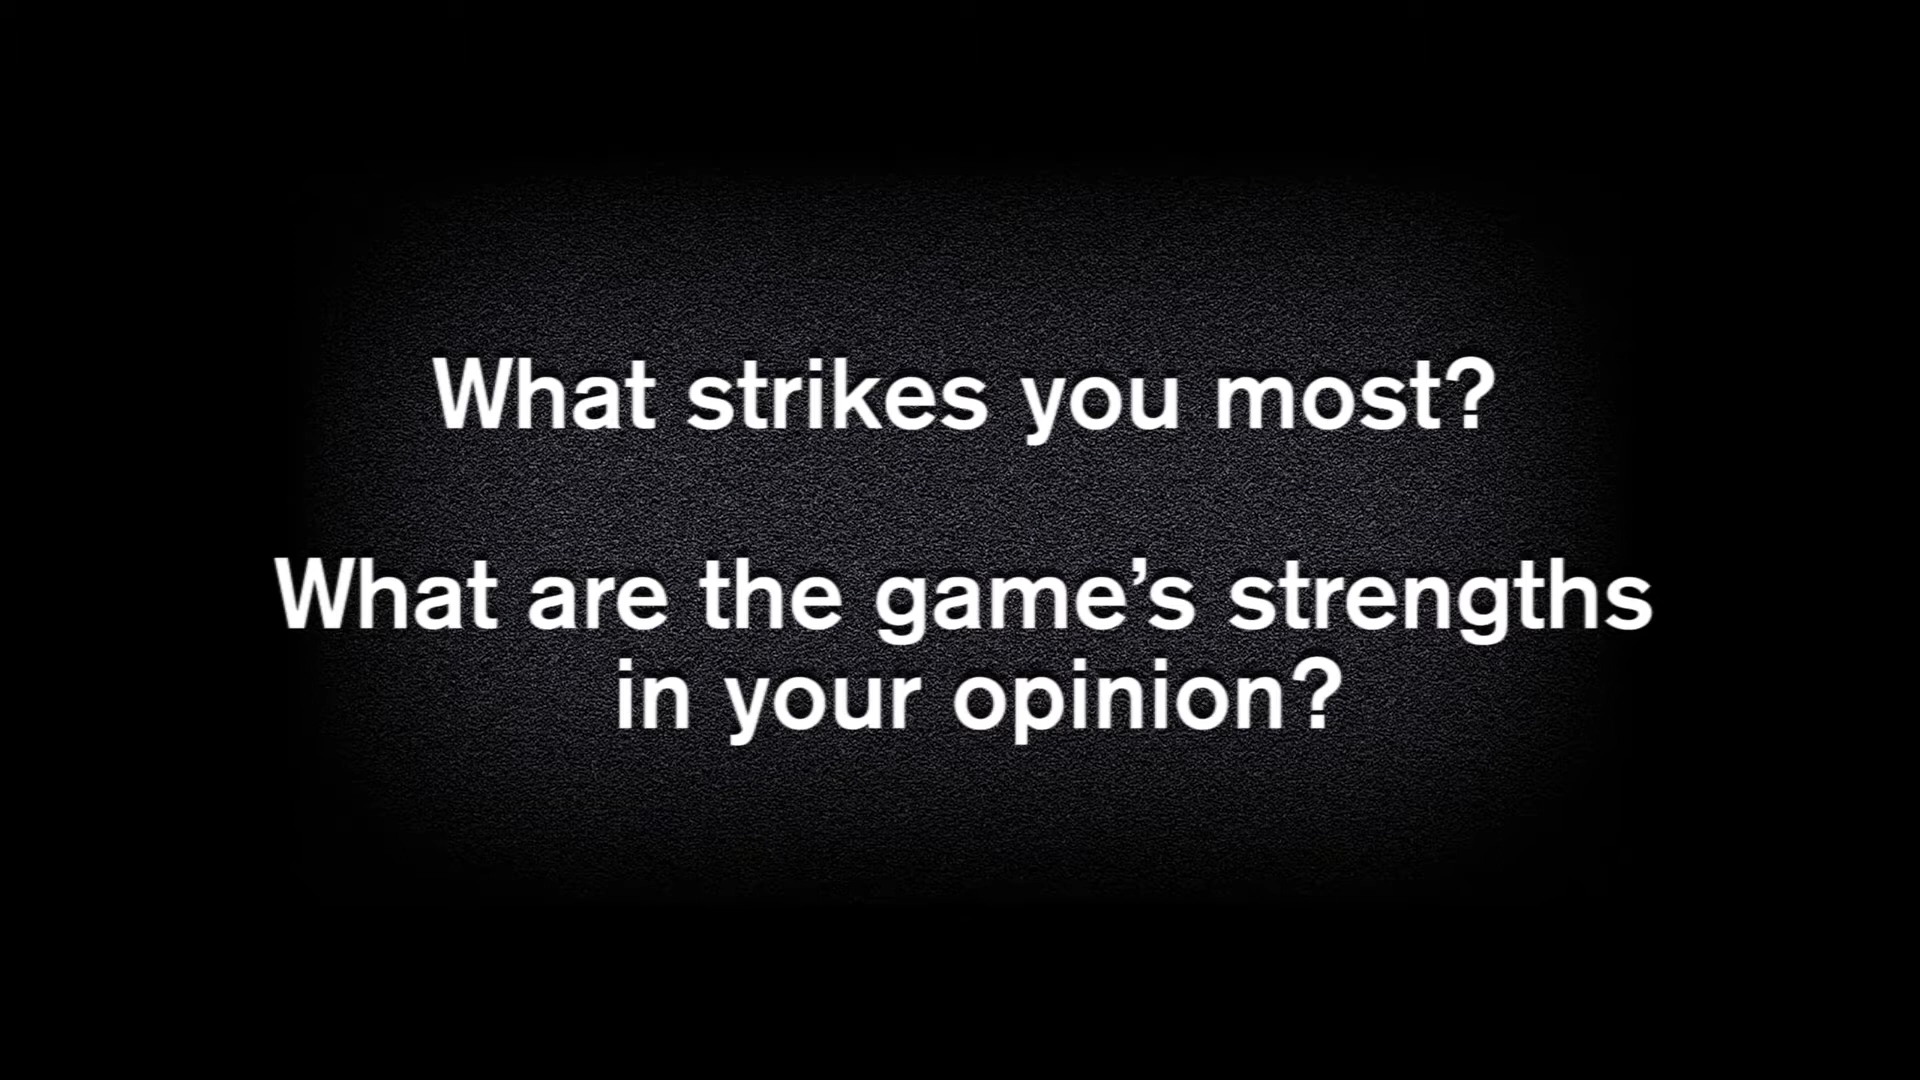 What strikes you most?
What are the game’s strengths
in your opinion?